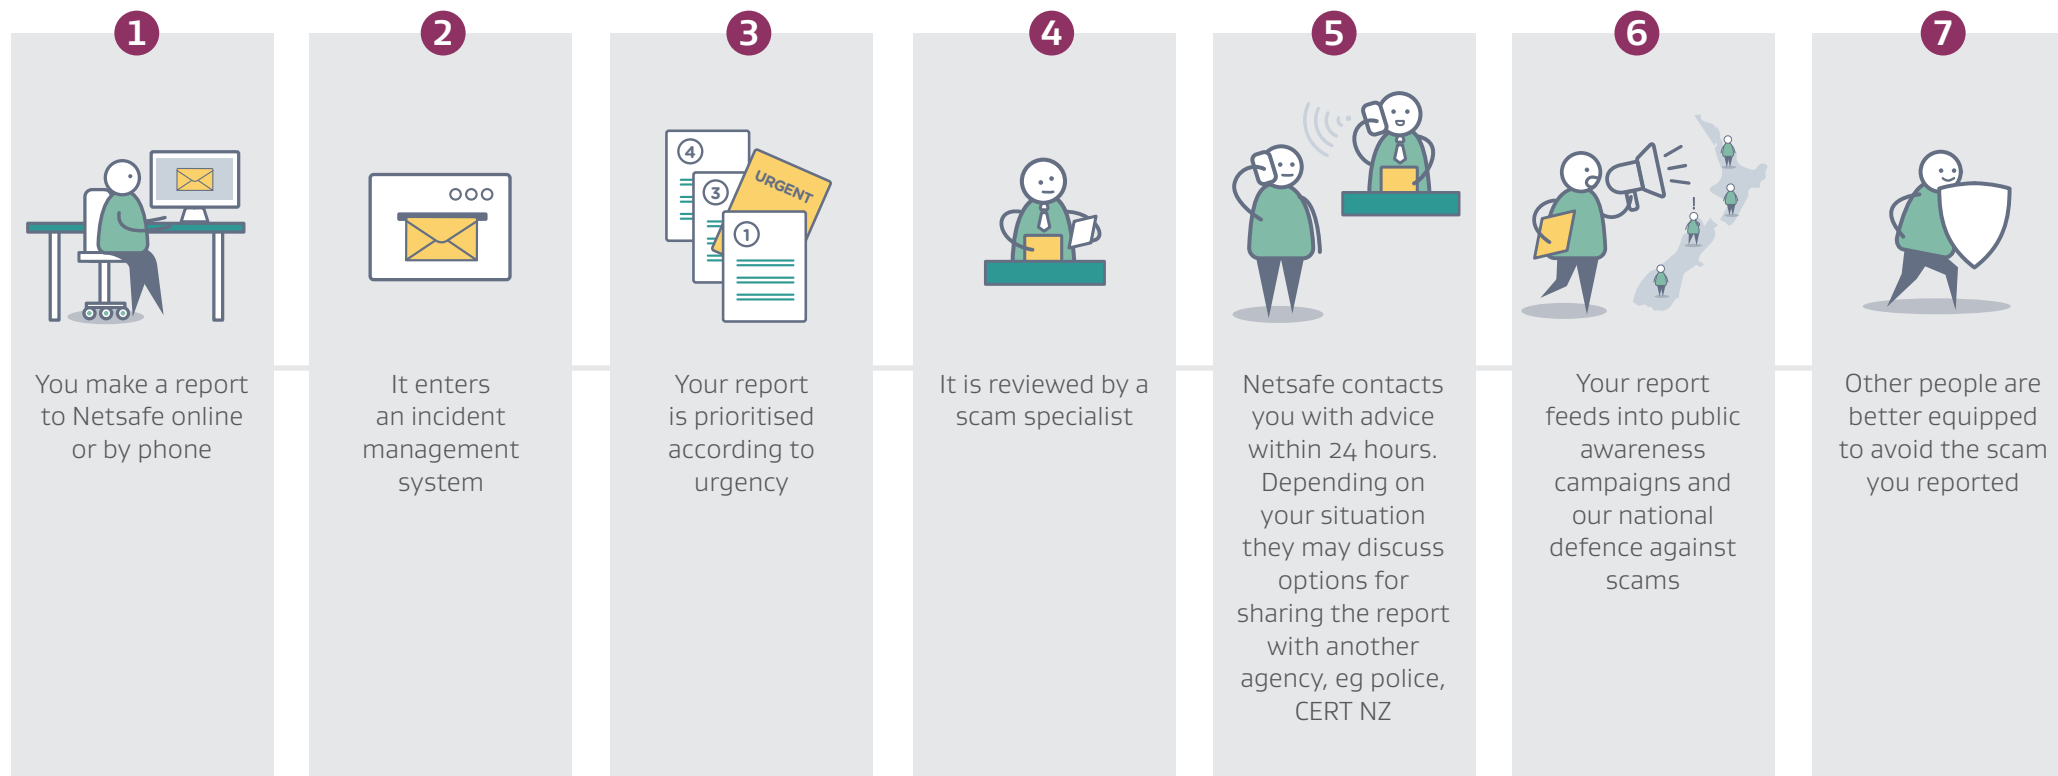 1
You make a report
to Netsafe online
or by phone
2
It enters
an incident
management
system
3
4
3
URGENT
1
Your report
is prioritised
according to
urgency
4
It is reviewed by a
scam specialist
5
Netsafe contacts
you with advice
within 24 hours.
Depending on
your situation
they may discuss
options for
sharing the report
with another
agency, eg police,
CERT NZ
6
!
Your report
feeds into public
awareness
campaigns and
our national
defence against
scams
7
Other people are
better equipped
to avoid the scam
you reported